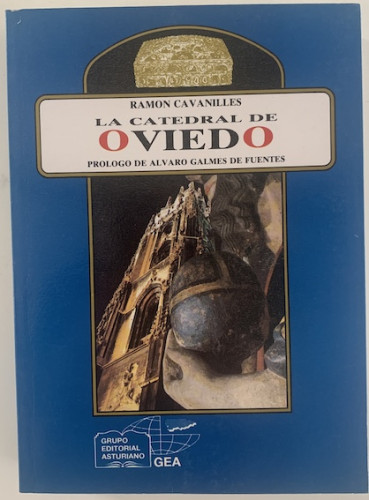 RAMON CAVANILLES
LA CATEDRAL DE
OVIEDO
PROLOGO DE ALVARO GALMES DE FUENTES
GRUPO
EDITORIAL
ASTURIANO
GEA